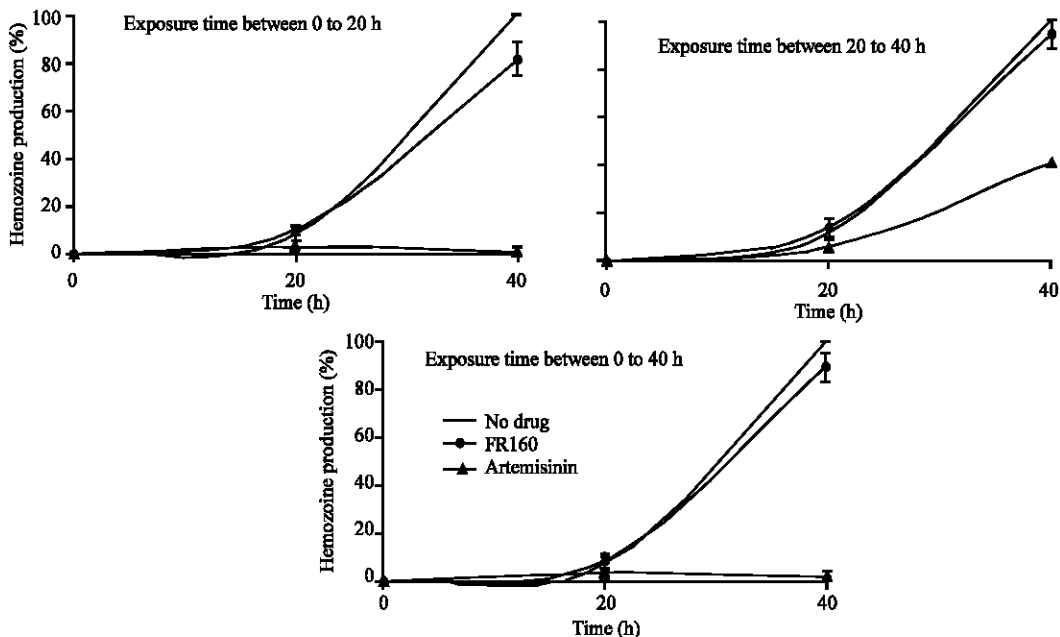 Exposure time between 0 to 20 h
Hemozoine production (%)
100
80
60
40
20
0
0
20
40
Time (h)
Exposure time between 20 to 40 h
0
20
40
Time (h)
Exposure time between 0 to 40 h
Hemozoine production (%)
100
80
60
40
20
0
No drug
FR160
Artemisinin
0
20
40
Time (h)